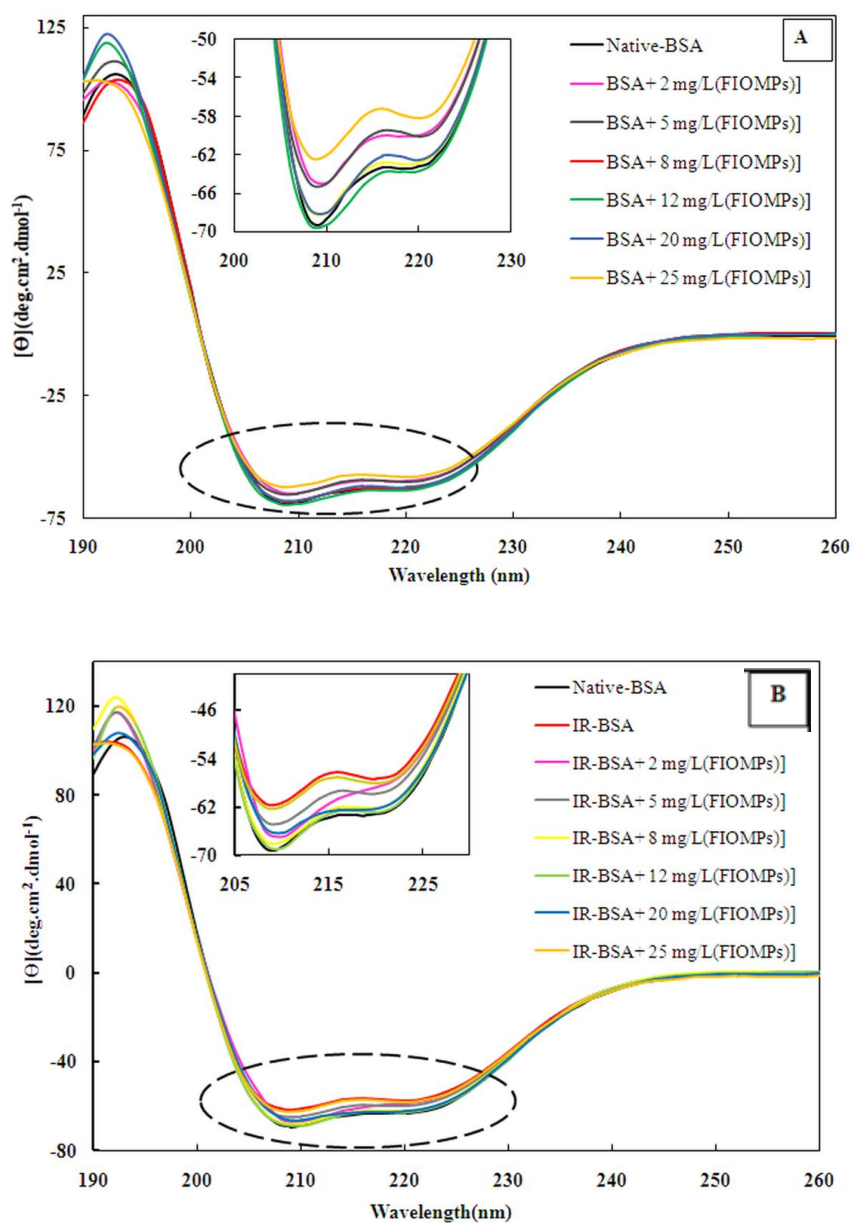 A
125
75
25
-25
-75
[Θ](deg.cm2.dmol-1)
-50
-54
-58
-62
-66
-70
200 210 220 230
Native-BSA
BSA+ 2 mg/L(FIOMPs)]
BSA+ 5 mg/L(FIOMPs)]
BSA+ 8 mg/L(FIOMPs)]
BSA+ 12 mg/L(FIOMPs)]
BSA+ 20 mg/L(FIOMPs)]
BSA+ 25 mg/L(FIOMPs)]
190 200 210 220 230 240 250 260
Wavelength (nm)
B
120
80
40
0
-40
-80
[Θ](deg.cm2.dmol-1)
-46
-54
-62
-70
205 215 225
Native-BSA
IR-BSA
IR-BSA+ 2 mg/L(FIOMPs)]
IR-BSA+ 5 mg/L(FIOMPs)]
IR-BSA+ 8 mg/L(FIOMPs)]
IR-BSA+ 12 mg/L(FIOMPs)]
IR-BSA+ 20 mg/L(FIOMPs)]
IR-BSA+ 25 mg/L(FIOMPs)]
190 200 210 220 230 240 250 260
Wavelength(nm)